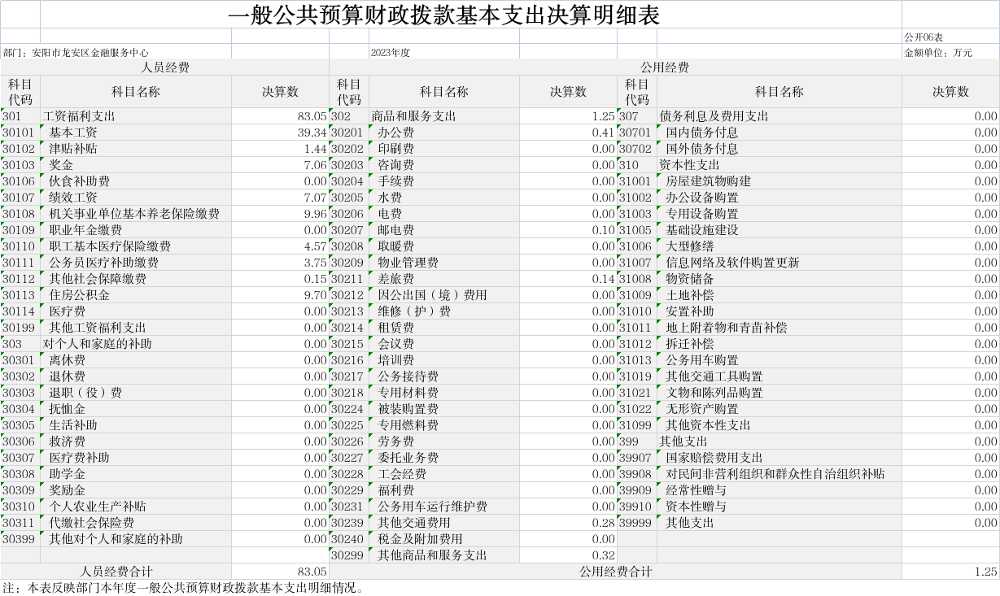 一般公共预算财政拨款基本支出决算明细表
公开06表
部门：安阳市龙安区金融服务中心 2023年度 金额单位：万元
人员经费 公用经费
科目代码 科目名称 决算数 科目代码 科目名称 决算数 科目代码 科目名称 决算数
301 工资福利支出 83.05 302 商品和服务支出 1.25 307 债务利息及费用支出 0.00
30101 基本工资 39.34 30201 办公费 0.41 30701 国内债务付息 0.00
30102 津贴补贴 1.44 30202 印刷费 0.00 30702 国外债务付息 0.00
30103 奖金 7.06 30203 咨询费 0.00 310 资本性支出 0.00
30106 伙食补助费 0.00 30204 手续费 0.00 31001 房屋建筑物购建 0.00
30107 绩效工资 7.07 30205 水费 0.00 31002 办公设备购置 0.00
30108 机关事业单位基本养老保险缴费 9.96 30206 电费 0.00 31003 专用设备购置 0.00
30109 职业年金缴费 0.00 30207 邮电费 0.10 31005 基础设施建设 0.00
30110 职工基本医疗保险缴费 4.57 30208 取暖费 0.00 31006 大型修缮 0.00
30111 公务员医疗补助缴费 3.75 30209 物业管理费 0.00 31007 信息网络及软件购置更新 0.00
30112 其他社会保障缴费 0.15 30211 差旅费 0.14 31008 物资储备 0.00
30113 住房公积金 9.70 30212 因公出国（境）费用 0.00 31009 土地补偿 0.00
30114 医疗费 0.00 30213 维修（护）费 0.00 31010 安置补助 0.00
30199 其他工资福利支出 0.00 30214 租赁费 0.00 31011 地上附着物和青苗补偿 0.00
303 对个人和家庭的补助 0.00 30215 会议费 0.00 31012 拆迁补偿 0.00
30301 离休费 0.00 30216 培训费 0.00 31013 公务用车购置 0.00
30302 退休费 0.00 30217 公务接待费 0.00 31019 其他交通工具购置 0.00
30303 退职（役）费 0.00 30218 专用材料费 0.00 31021 文物和陈列品购置 0.00
30304 抚恤金 0.00 30224 被装购置费 0.00 31022 无形资产购置 0.00
30305 生活补助 0.00 30225 专用燃料费 0.00 31099 其他资本性支出 0.00
30306 救济费 0.00 30226 劳务费 0.00 399 其他支出 0.00
30307 医疗费补助 0.00 30227 委托业务费 0.00 39907 国家赔偿费用支出 0.00
30308 助学金 0.00 30228 工会经费 0.00 39908 对民间非营利组织和群众性自治组织补贴 0.00
30309 奖励金 0.00 30229 福利费 0.00 39909 经常性赠与 0.00
30310 个人农业生产补贴 0.00 30231 公务用车运行维护费 0.00 39910 资本性赠与 0.00
30311 代缴社会保险费 0.00 30239 其他交通费用 0.28 39999 其他支出 0.00
30399 其他对个人和家庭的补助 0.00 30240 税金及附加费用 0.00
30299 其他商品和服务支出 0.32
人员经费合计 83.05 公用经费合计 1.25
注：本表反映部门本年度一般公共预算财政拨款基本支出明细情况。